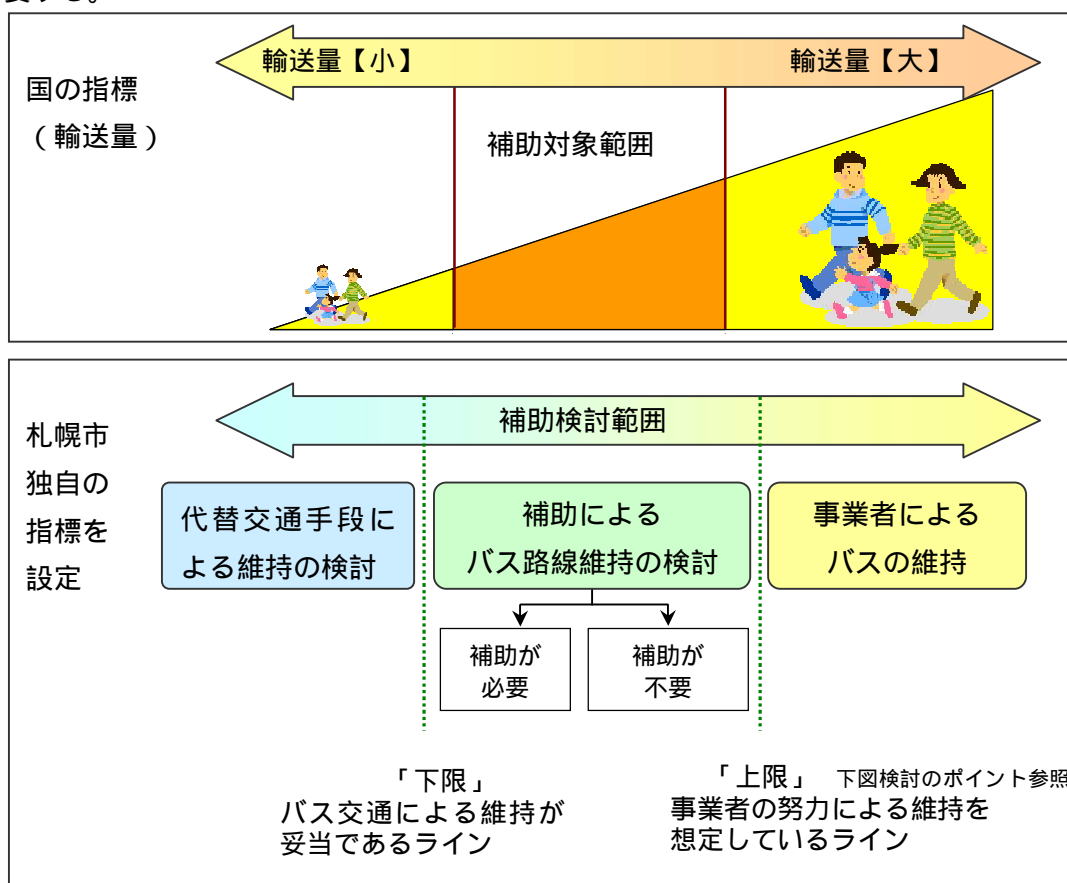 要する。
輸送量【小】
輸送量【大】
国の指標
（輸送量）
補助対象範囲
補助検討範囲
札幌市
独自の
指標を
設定
代替交通手段に
よる維持の検討
補助による
バス路線維持の検討
事業者による
バスの維持
補助が
必要
補助が
不要
「下限」
バス交通による維持が
妥当であるライン
「上限」 下図検討のポイント参照
事業者の努力による維持を
想定しているライン